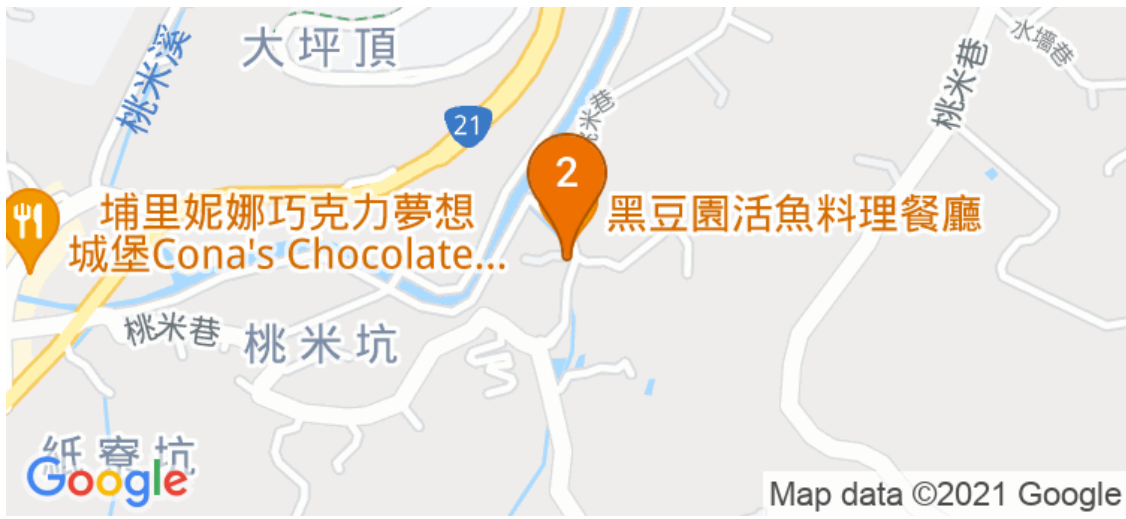 大坪頂
桃米溪
21
桃米巷
水墻巷
桃米巷
2
埔里妮娜巧克力夢想
城堡Cona's Chocolate...
黑豆園活魚料理餐廳
桃米巷
桃米坑
紙寮坑
Google
Map data ©2021 Google